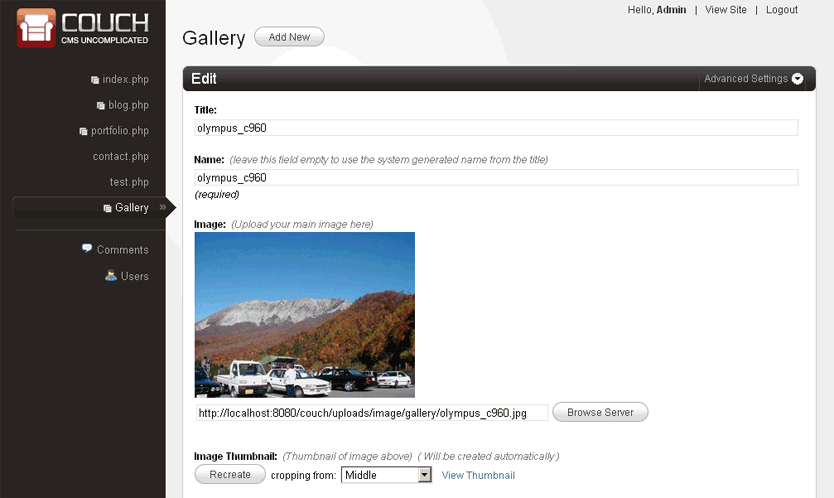 COUCH
CMS UNCOMPLICATED
Hello, Admin | View Site | Logout
index.php
blog.php
portfolio.php
contact.php
test.php
Gallery »
Comments
Users
Gallery Add New
Edit Advanced Settings
Title:
olympus_c960
Name: (leave this field empty to use the system generated name from the title)
olympus_c960
(required)
Image: (Upload your main image here)
http://localhost:8080/couch/uploads/image/gallery/olympus_c960.jpg Browse Server
Image Thumbnail: (Thumbnail of image above) ( Will be created automatically )
Recreate cropping from: Middle View Thumbnail